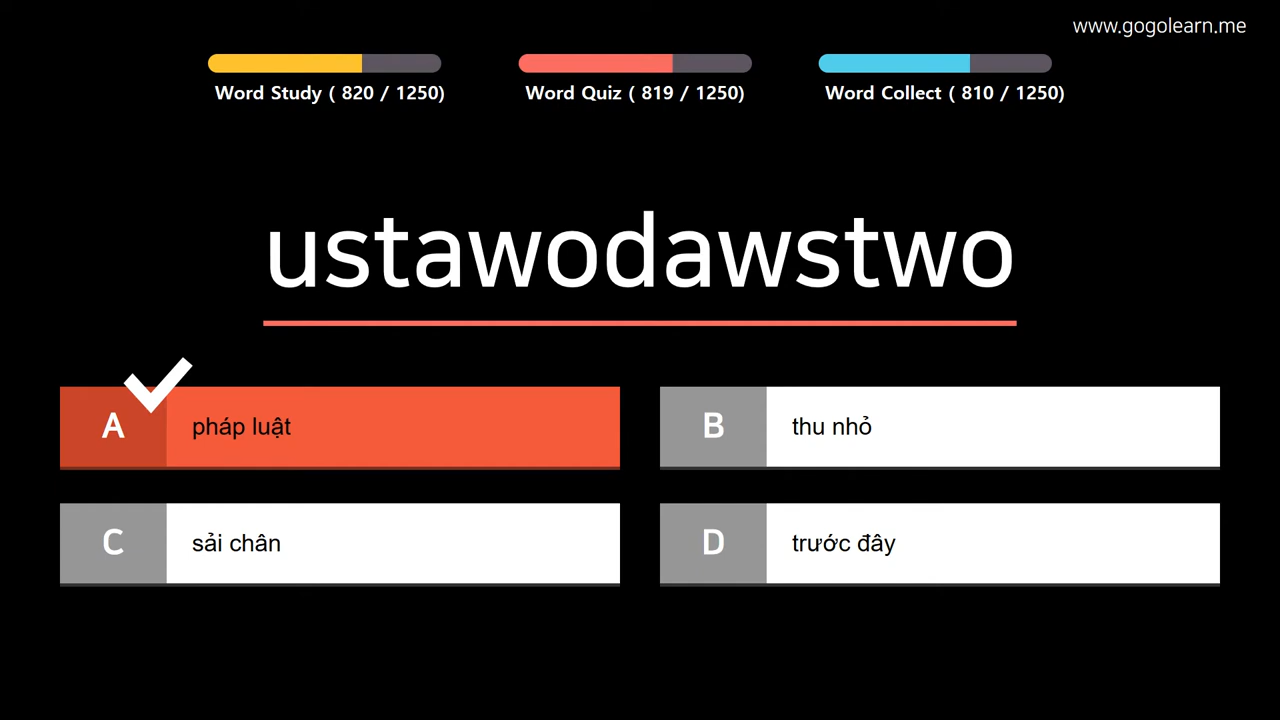 www.gogolearn.me
Word Study ( 820 / 1250)
Word Quiz ( 819 / 1250)
Word Collect ( 810 / 1250)
ustawodawstwo
A pháp luật
B thu nhỏ
C sải chân
D trước đây